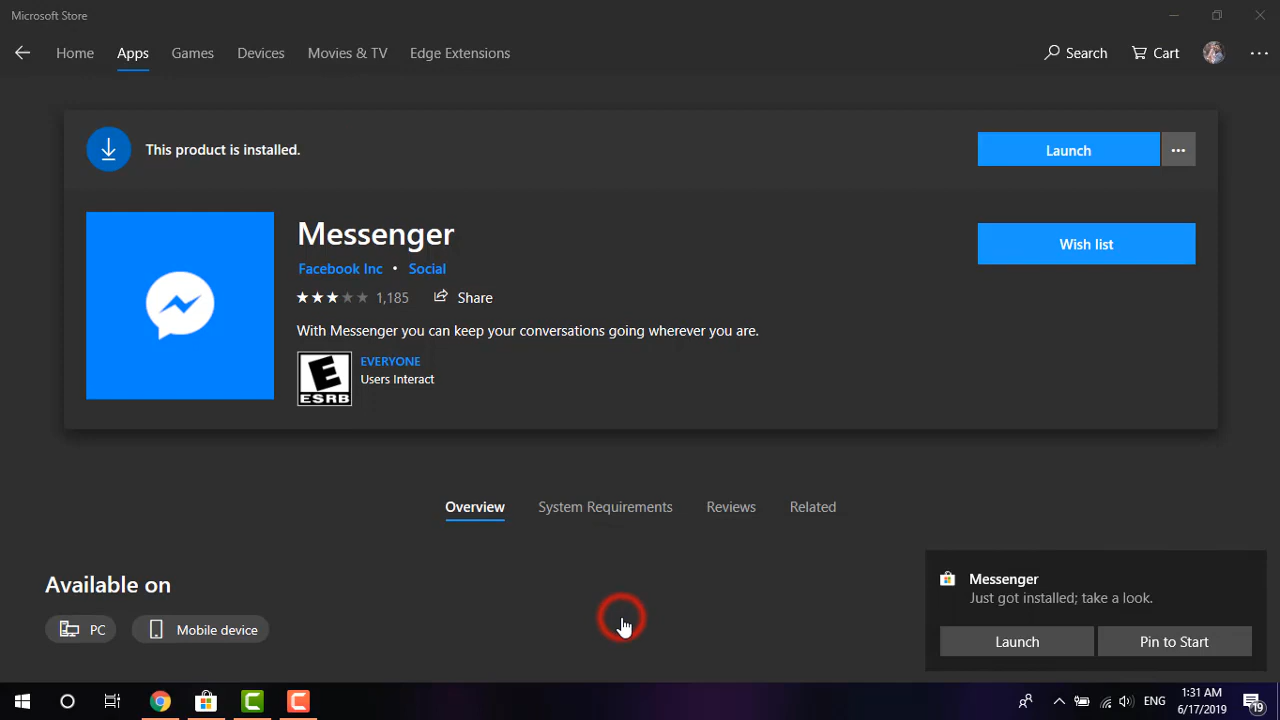 Microsoft Store
Home Apps Games Devices Movies & TV Edge Extensions Search Cart
This product is installed.
Launch
Messenger
Wish list
Facebook Inc • Social
1,185 Share
With Messenger you can keep your conversations going wherever you are.
E
ESRB
EVERYONE
Users Interact
Overview System Requirements Reviews Related
Available on
PC Mobile device
Messenger
Just got installed; take a look.
Launch Pin to Start
ENG
1:31 AM
6/17/2019
19